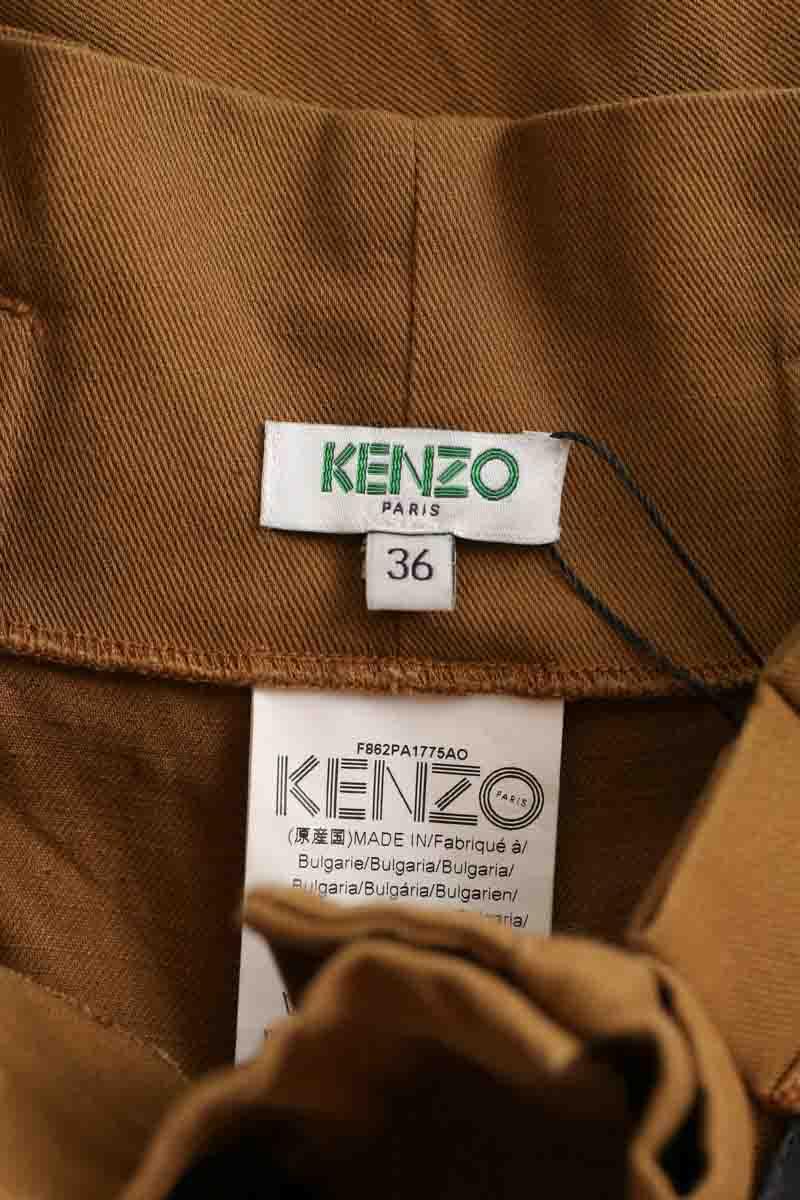 KENZO
PARIS
36
F862PA1775AO
KENZO
PARIS
(原産国)MADE IN/Fabriqué à/
Bulgarie/Bulgaria/Bulgaria/
Bulgaria/Bulgária/Bulgarien/